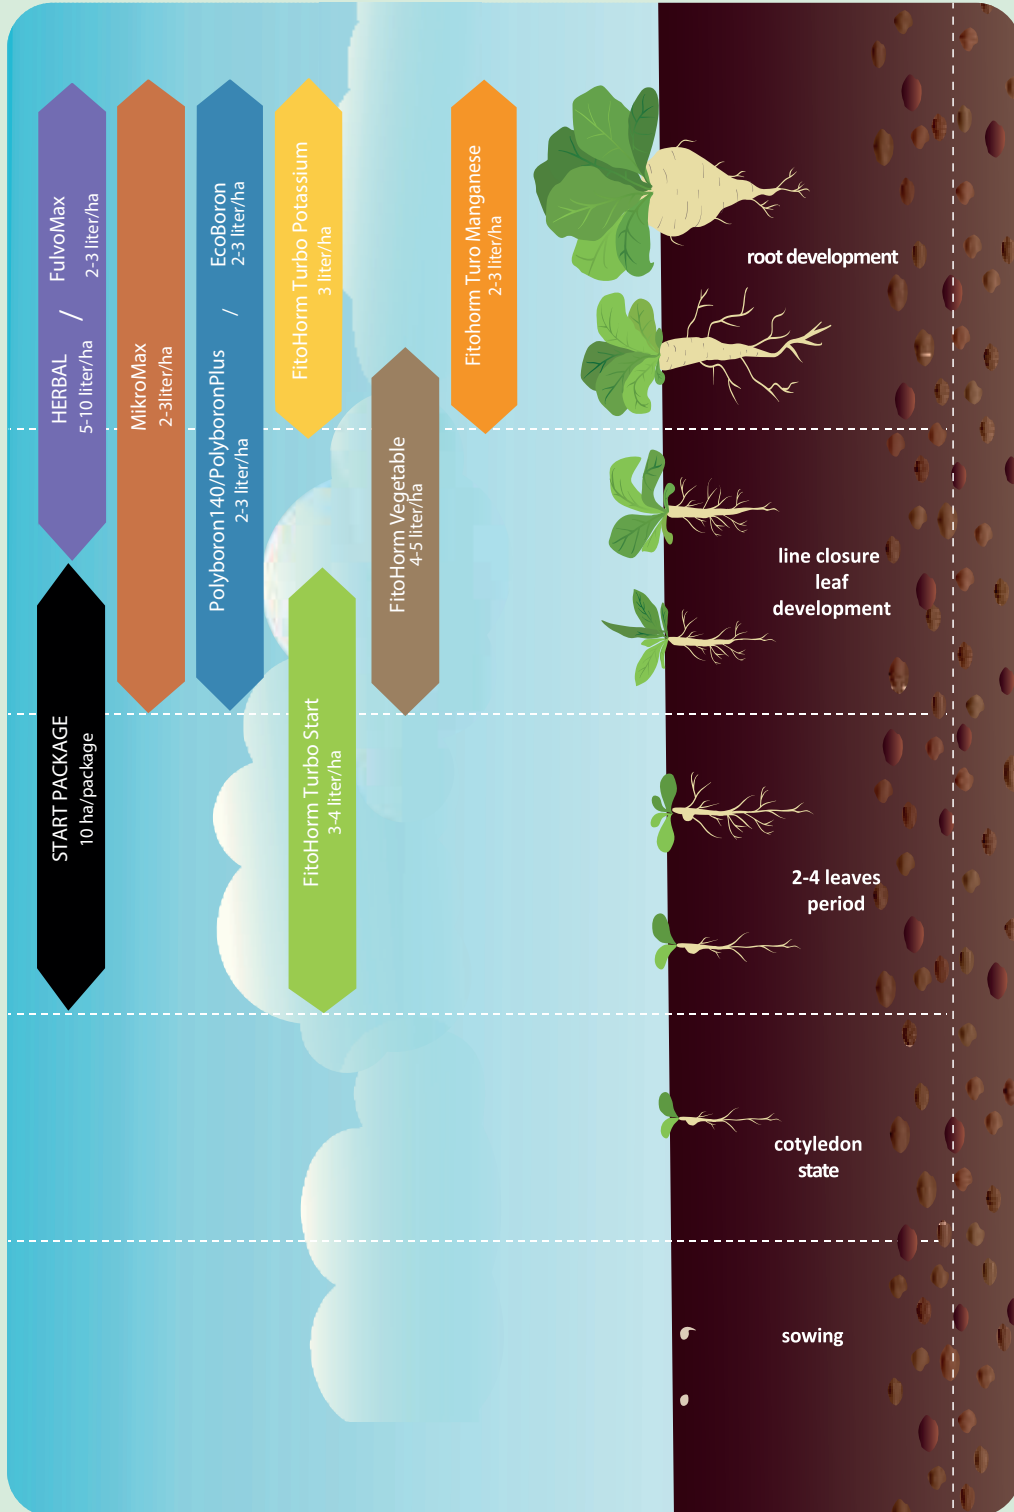 HERBAL / FulvoMax
5-10 liter/ha 2-3 liter/ha
START PACKAGE
10 ha/package
MikroMax
2-3liter/ha
Polyboron140/PolyboronPlus / EcoBoron
2-3 liter/ha 2-3 liter/ha
FitoHorm Turbo Potassium
3 liter/ha
FitoHorm Turbo Start
3-4 liter/ha
FitoHorm Vegetable
4-5 liter/ha
Fitohorm Turo Manganese
2-3 liter/ha
root development
line closure
leaf
development
2-4 leaves
period
cotyledon
state
sowing